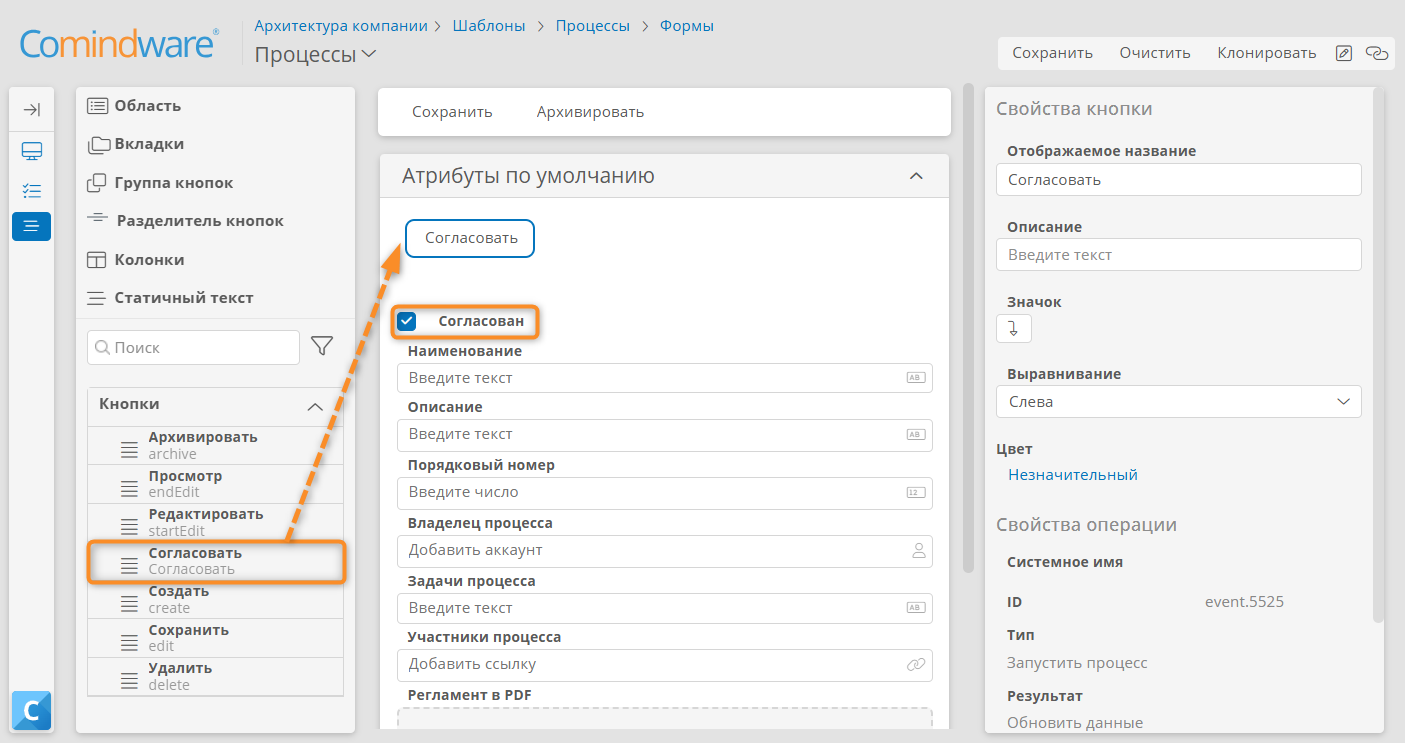 Comindware®
Архитектура компании > Шаблоны > Процессы > Формы
Процессы
Сохранить Очистить Клонировать
Область
Вкладки
Группа кнопок
Разделитель кнопок
Колонки
Статичный текст
Поиск
Кнопки
Архивировать
archive
Просмотр
endEdit
Редактировать
startEdit
Согласовать
Согласовать
Создать
create
Сохранить
edit
Удалить
delete
C
Сохранить Архивировать
Атрибуты по умолчанию
Согласовать
Согласован
Наименование
Введите текст AB
Описание
Введите текст AB
Порядковый номер
Введите число 12
Владелец процесса
Добавить аккаунт
Задачи процесса
Введите текст AB
Участники процесса
Добавить ссылку
Регламент в PDF
Свойства кнопки
Отображаемое название
Согласовать
Описание
Введите текст
Значок
Выравнивание
Слева
Цвет
Незначительный
Свойства операции
Системное имя
ID event.5525
Тип
Запустить процесс
Результат
Обновить данные